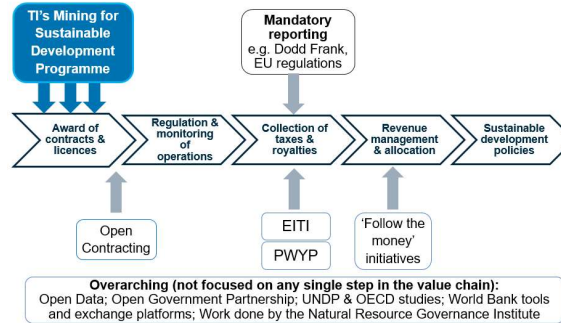 TI's Mining for
Sustainable
Development
Programme
Mandatory
reporting
e.g. Dodd Frank,
EU regulations
Award of
contracts &
licences
Regulation &
monitoring
of
operations
Collection of
taxes &
royalties
Revenue
management
& allocation
Sustainable
development
policies
Open
Contracting
EITI
PWYP
'Follow the
money'
initiatives
Overarching (not focused on any single step in the value chain):
Open Data; Open Government Partnership; UNDP & OECD studies; World Bank tools
and exchange platforms; Work done by the Natural Resource Governance Institute